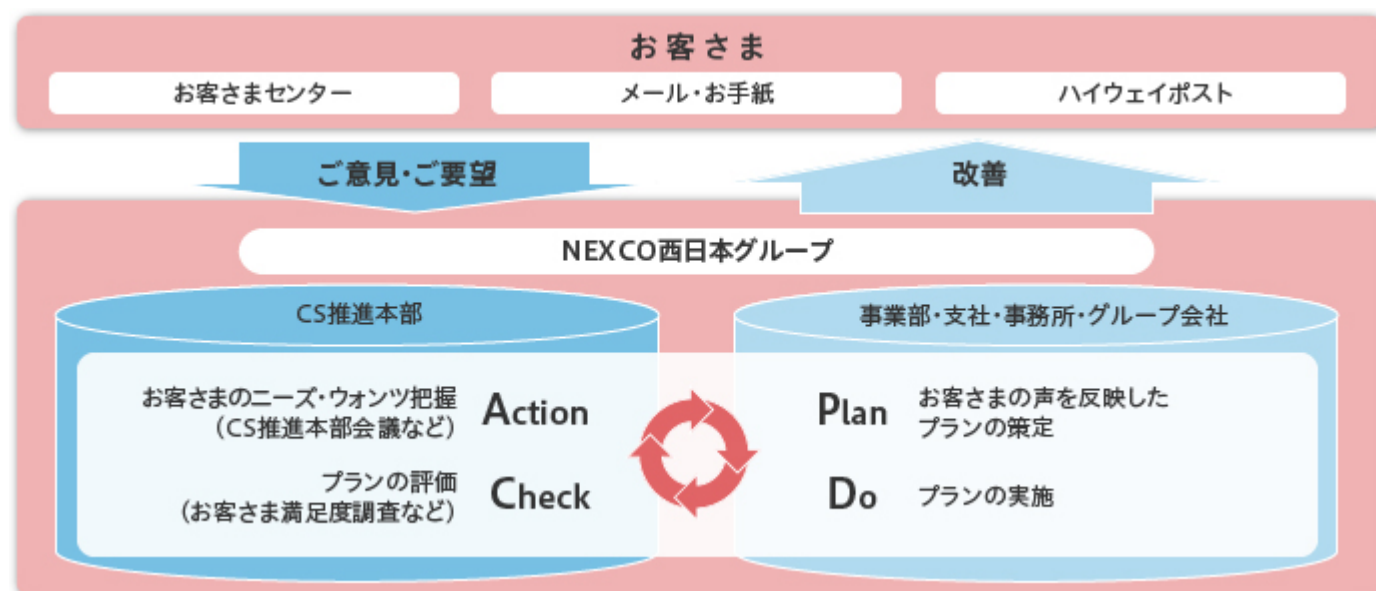 お客さま
お客さまセンター
メール・お手紙
ハイウェイポスト
ご意見・ご要望
改善
NEXCO西日本グループ
CS推進本部
事業部・支社・事務所・グループ会社
お客さまのニーズ・ウォンツ把握
（CS推進本部会議など）
Action
プランの評価
（お客さま満足度調査など）
Check
Plan
お客さまの声を反映した
プランの策定
Do
プランの実施